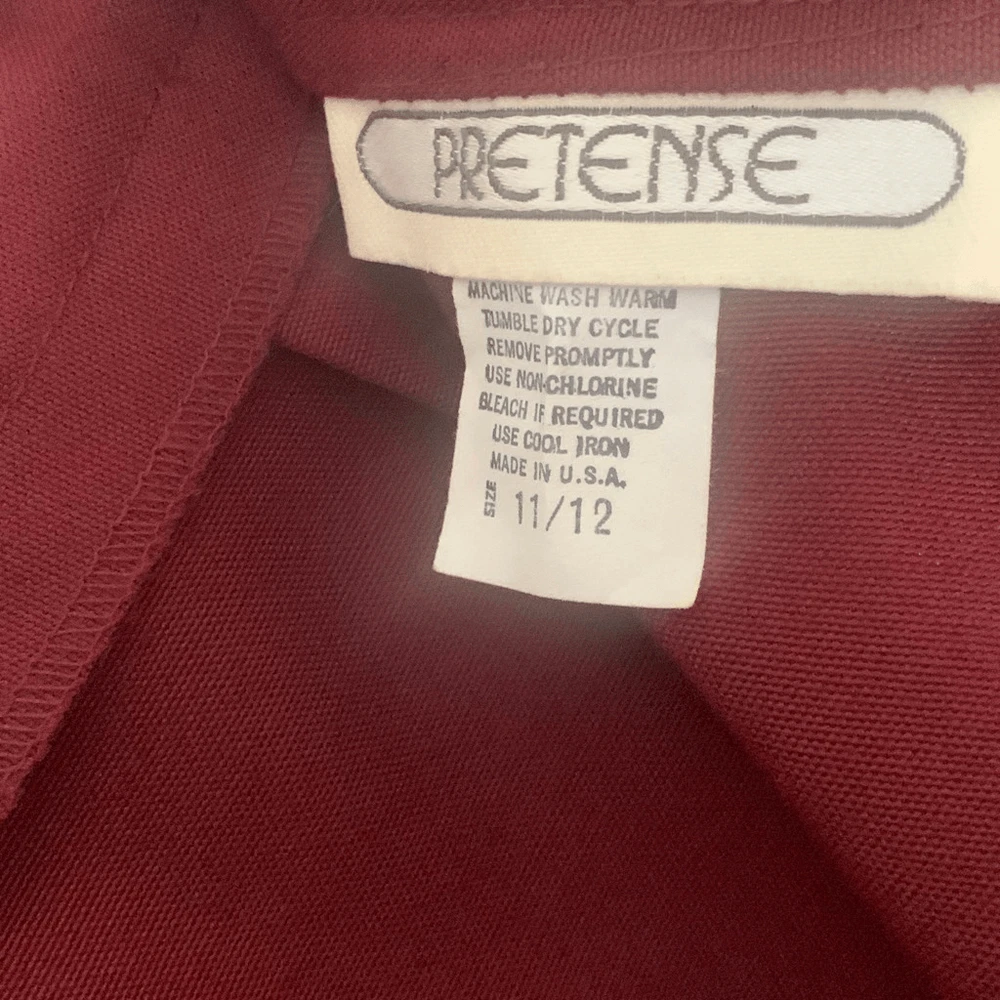 PRETENSE
MACHINE WASH WARM
TUMBLE DRY CYCLE
REMOVE PROMPTLY
USE NON-CHLORINE
BLEACH IF REQUIRED
USE COOL IRON
MADE IN U.S.A.
SIZE 11/12